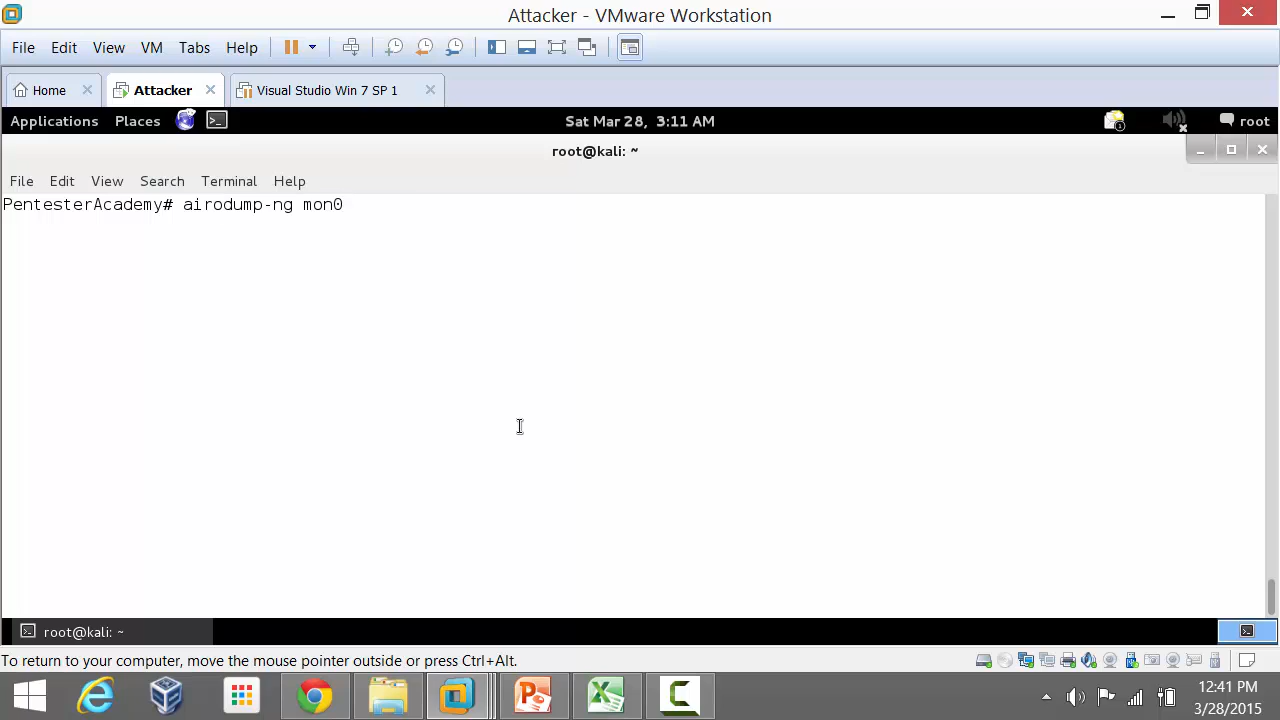 Attacker - VMware Workstation
File Edit View VM Tabs Help
Home Attacker Visual Studio Win 7 SP 1
Applications Places Sat Mar 28, 3:11 AM root
root@kali: ~
File Edit View Search Terminal Help
PentesterAcademy# airodump-ng mon0
root@kali: ~
To return to your computer, move the mouse pointer outside or press Ctrl+Alt.
12:41 PM
3/28/2015